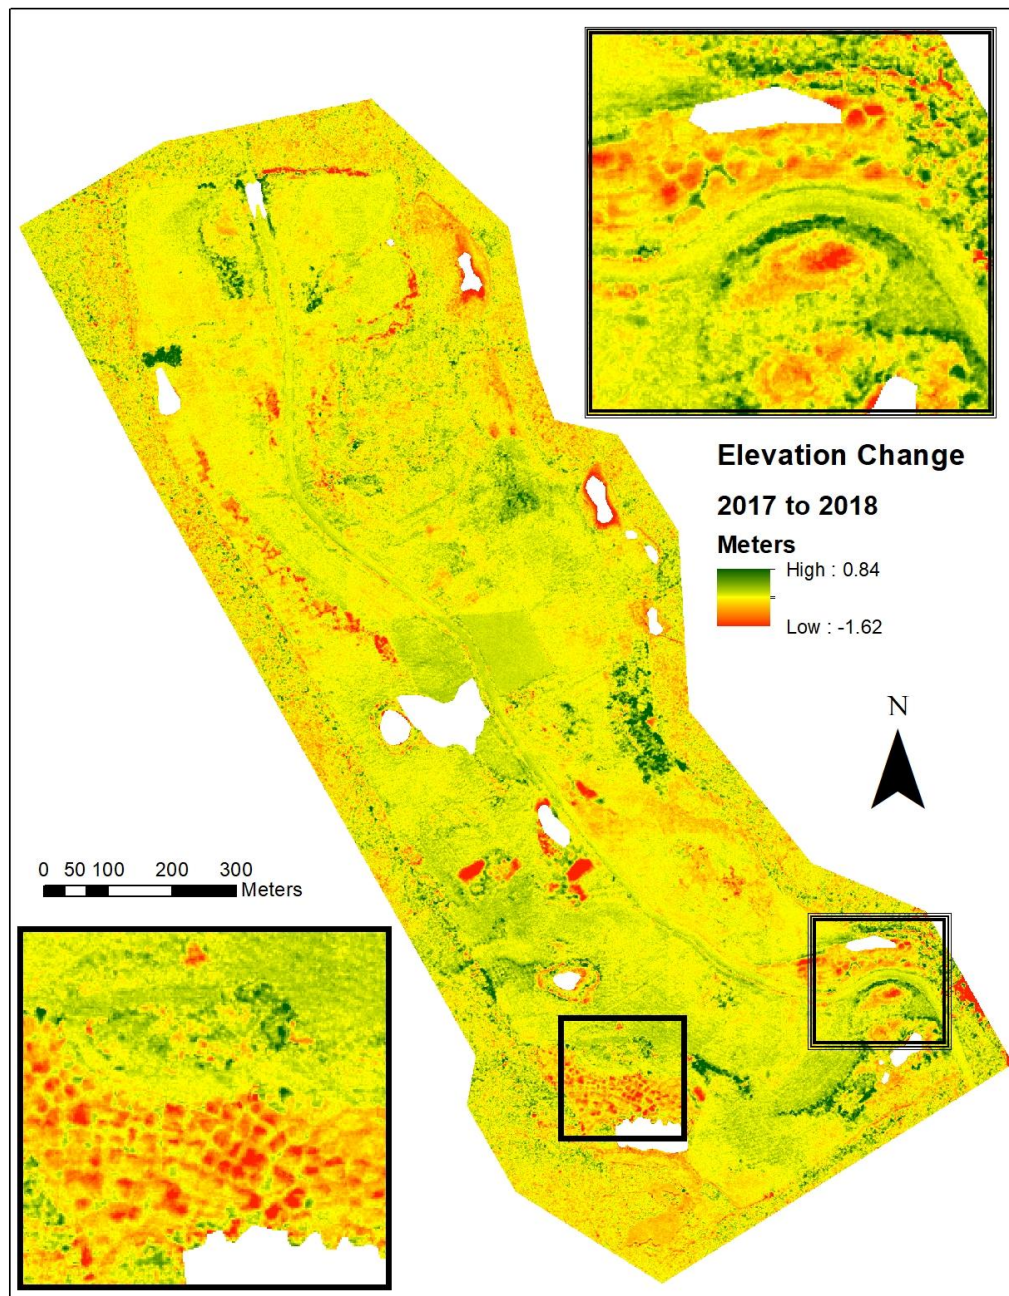 Elevation Change
2017 to 2018
Meters
High : 0.84
Low : -1.62
N
0 50 100 200 300
Meters